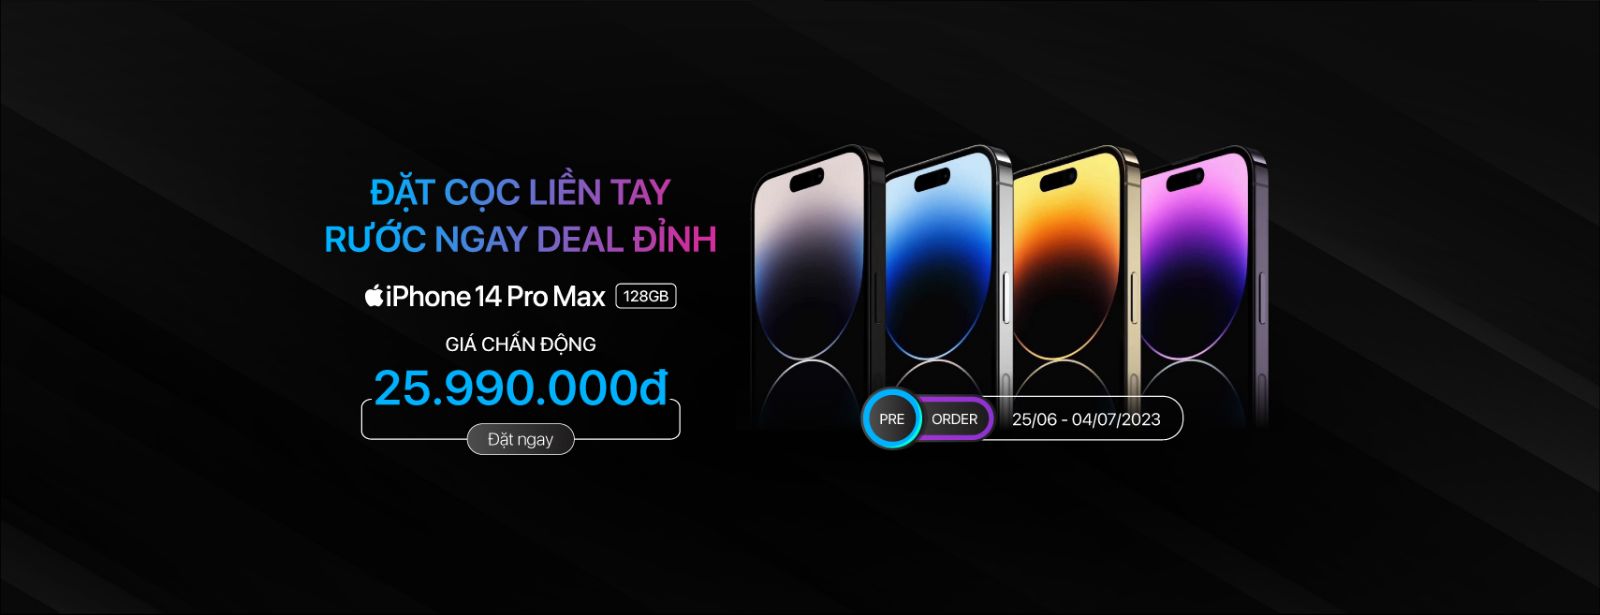 ĐẶT CỌC LIỀN TAY
RƯỚC NGAY DEAL ĐỈNH
iPhone 14 Pro Max 128GB
GIÁ CHẤN ĐỘNG
25.990.000đ
Đặt ngay
PRE ORDER 25/06 - 04/07/2023